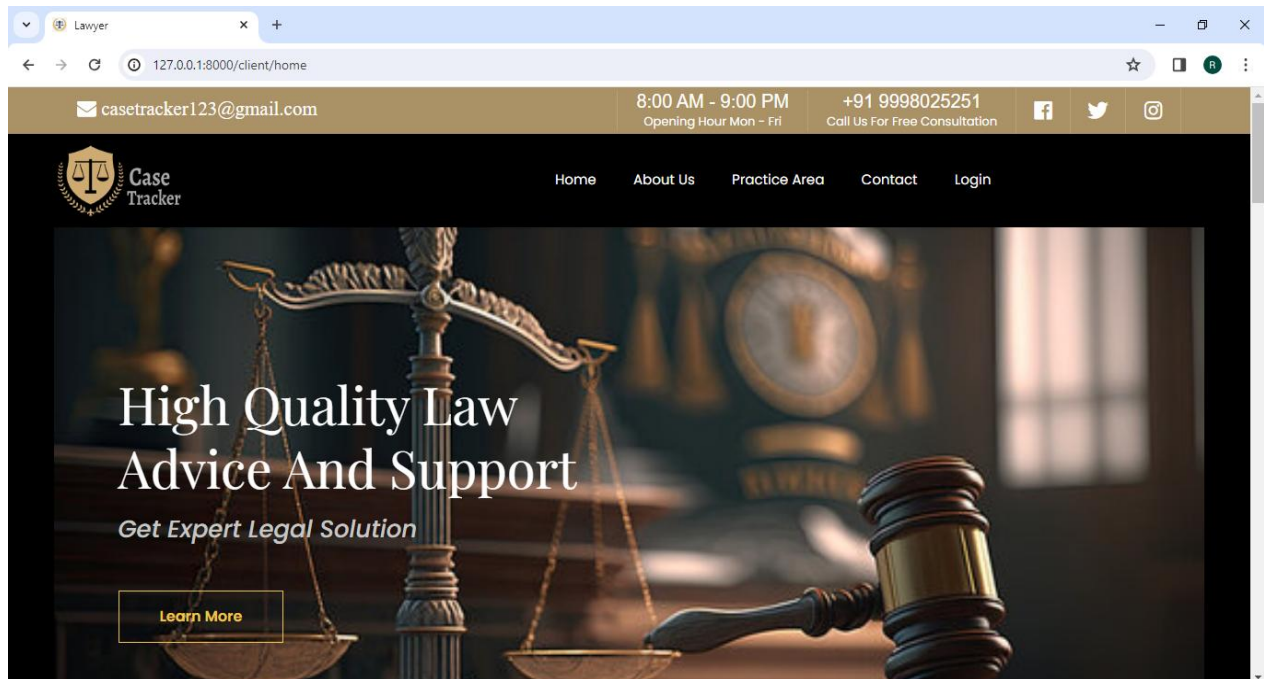 Lawyer
127.0.0.1:8000/client/home
R
casetracker123@gmail.com
8:00 AM - 9:00 PM
Opening Hour Mon - Fri
+91 9998025251
Call Us For Free Consultation
Case
Tracker
Home About Us Practice Area Contact Login
High Quality Law
Advice And Support
Get Expert Legal Solution
Learn More